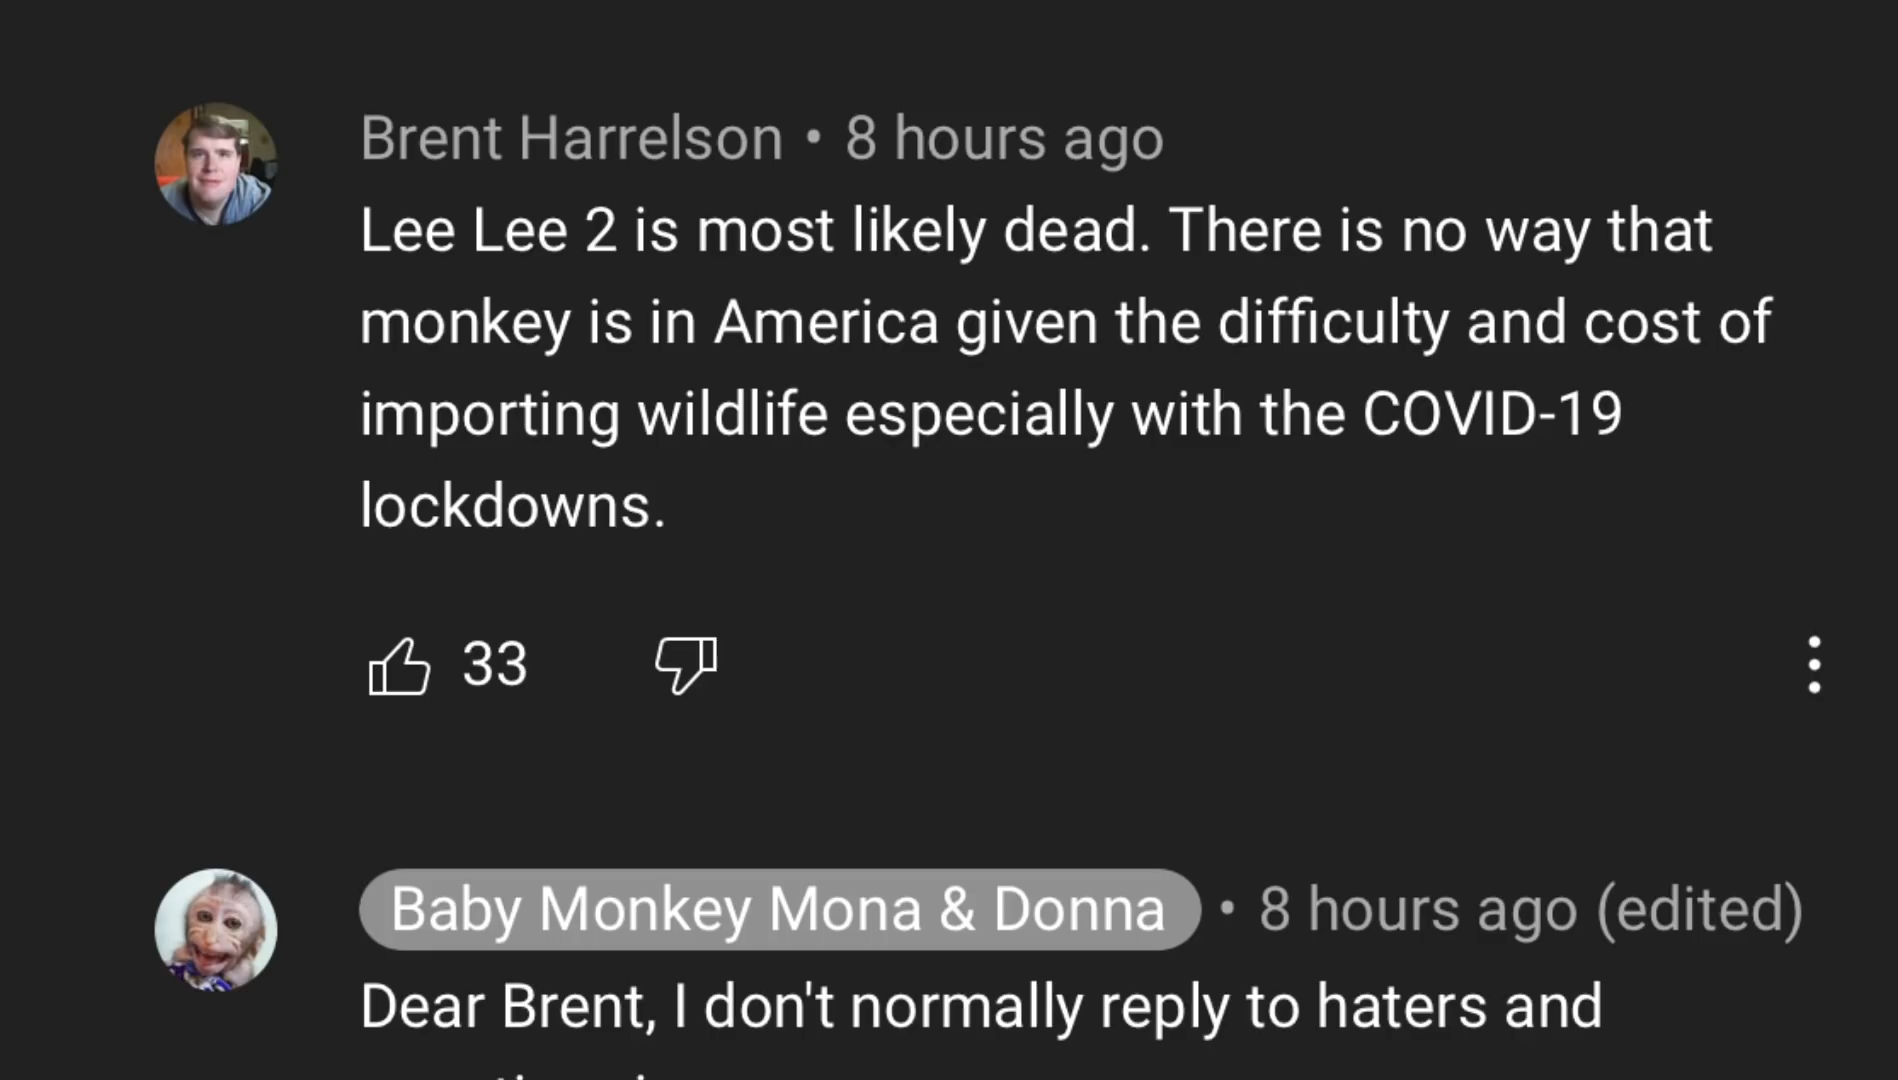 Brent Harrelson • 8 hours ago
Lee Lee 2 is most likely dead. There is no way that
monkey is in America given the difficulty and cost of
importing wildlife especially with the COVID-19
lockdowns.
33
Baby Monkey Mona & Donna • 8 hours ago (edited)
Dear Brent, I don't normally reply to haters and